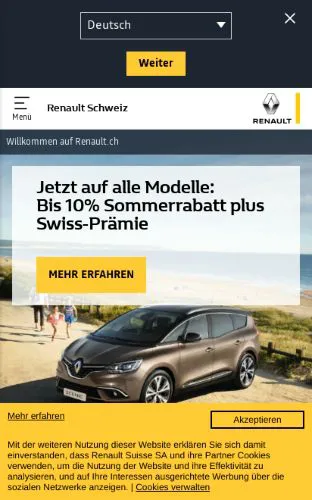 Deutsch
Weiter
Menü
Renault Schweiz
RENAULT
Willkommen auf Renault.ch
Jetzt auf alle Modelle:
Bis 10% Sommerrabatt plus
Swiss-Prämie
MEHR ERFAHREN
Mehr erfahren
Akzeptieren
Mit der weiteren Nutzung dieser Website erklären Sie sich damit
einverstanden, dass Renault Suisse SA und ihre Partner Cookies
verwenden, um die Nutzung der Website und ihre Effektivität zu
analysieren, und auf Ihre Interessen ausgerichtete Werbung über die
sozialen Netzwerke anzeigen. | Cookies verwalten